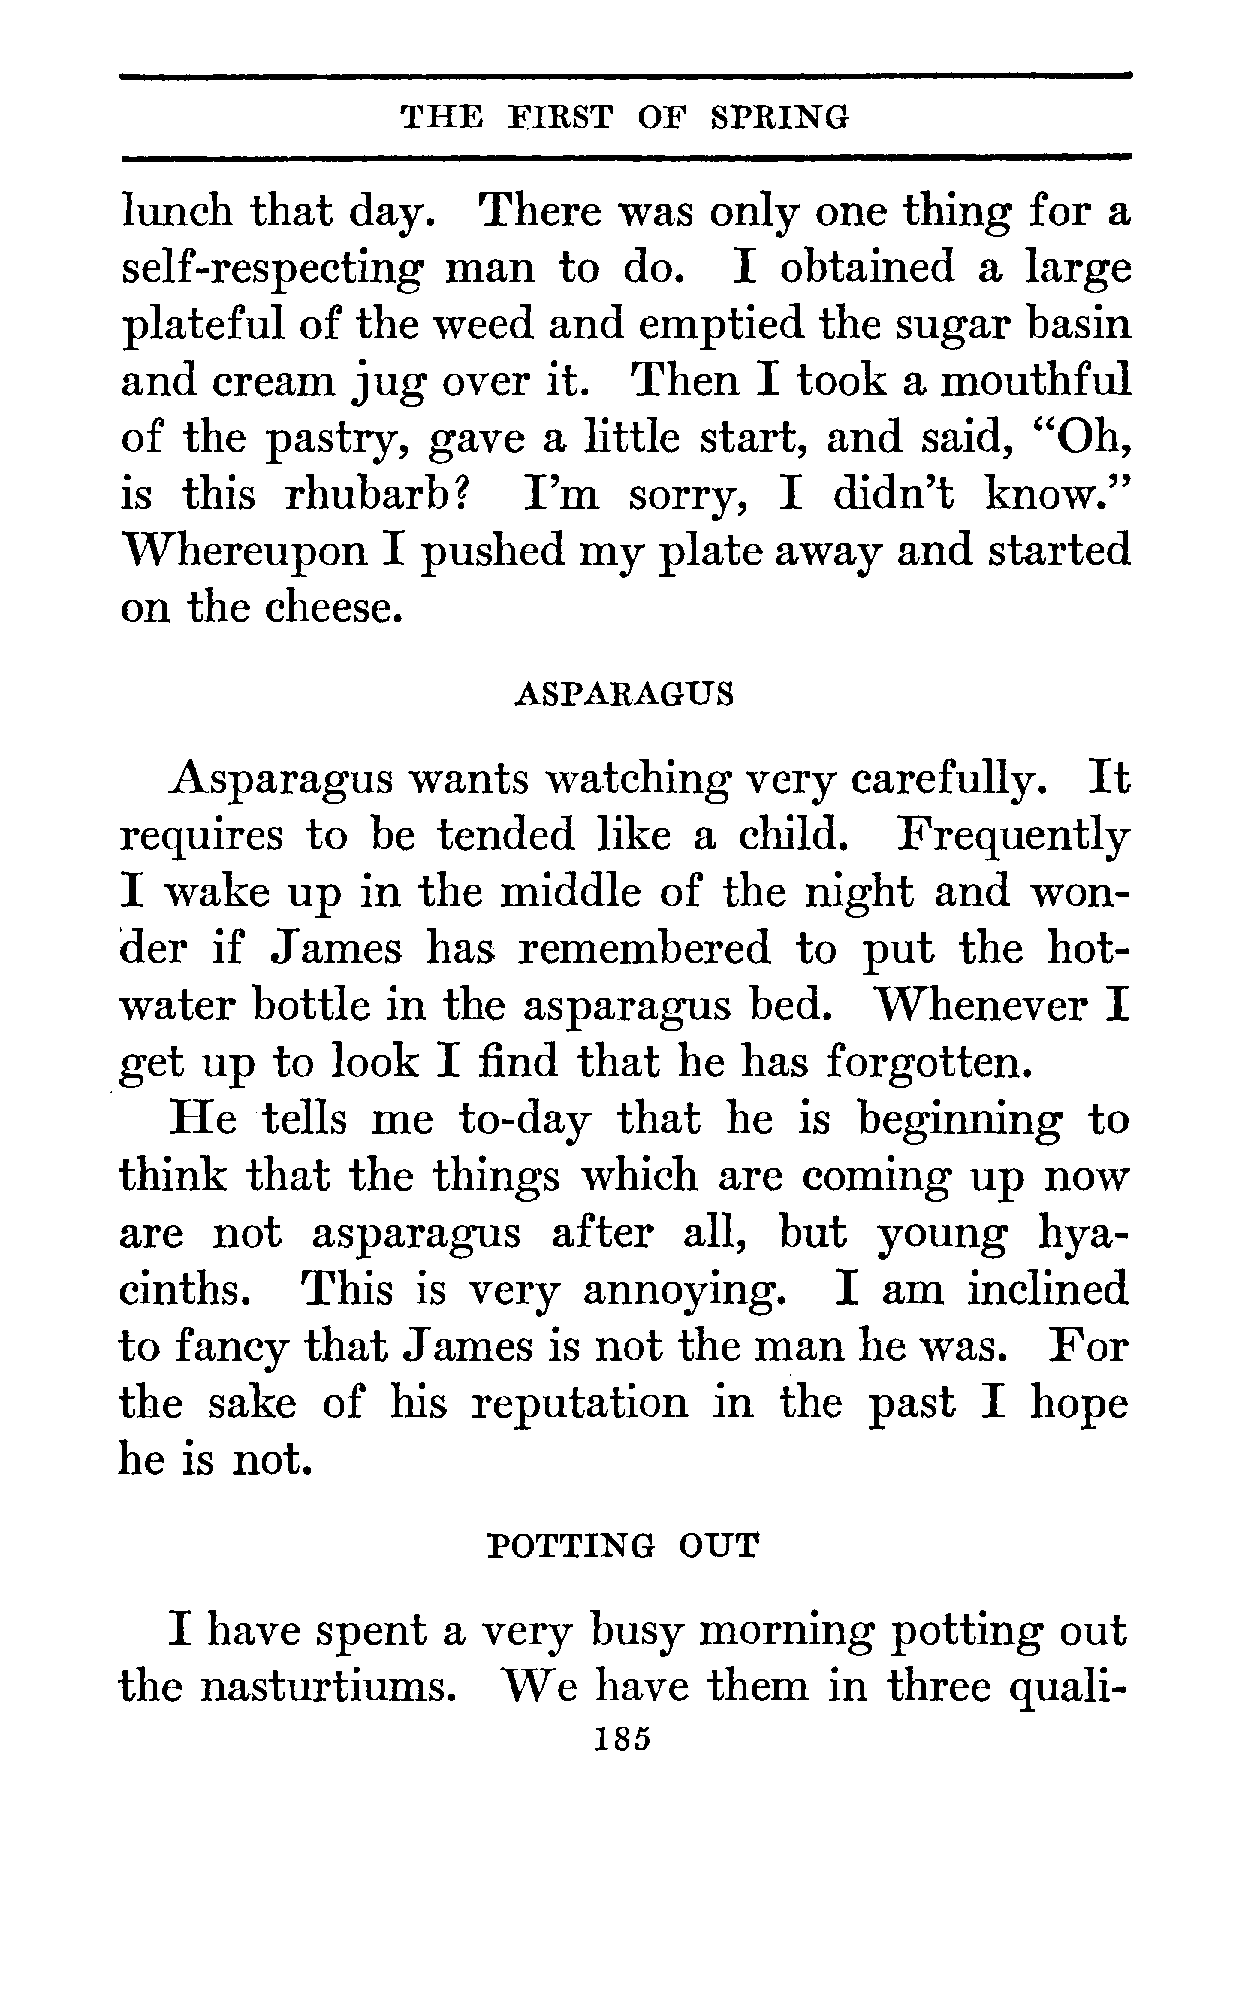 THE FIRST OF SPRING
lunch that day. There was only one thing for a
self-respecting man to do. I obtained a large
plateful of the weed and emptied the sugar basin
and cream jug over it. Then I took a mouthful
of the pastry, gave a little start, and said, “Oh,
is this rhubarb? I’m sorry, I didn’t know.”
Whereupon I pushed my plate away and started
on the cheese.
ASPARAGUS
Asparagus wants watching very carefully. It
requires to be tended like a child. Frequently
I wake up in the middle of the night and won-
der if James has remembered to put the hot-
water bottle in the asparagus bed. Whenever I
get up to look I find that he has forgotten.
He tells me to-day that he is beginning to
think that the things which are coming up now
are not asparagus after all, but young hya-
cinths. This is very annoying. I am inclined
to fancy that James is not the man he was. For
the sake of his reputation in the past I hope
he is not.
POTTING OUT
I have spent a very busy morning potting out
the nasturtiums. We have them in three quali-
185